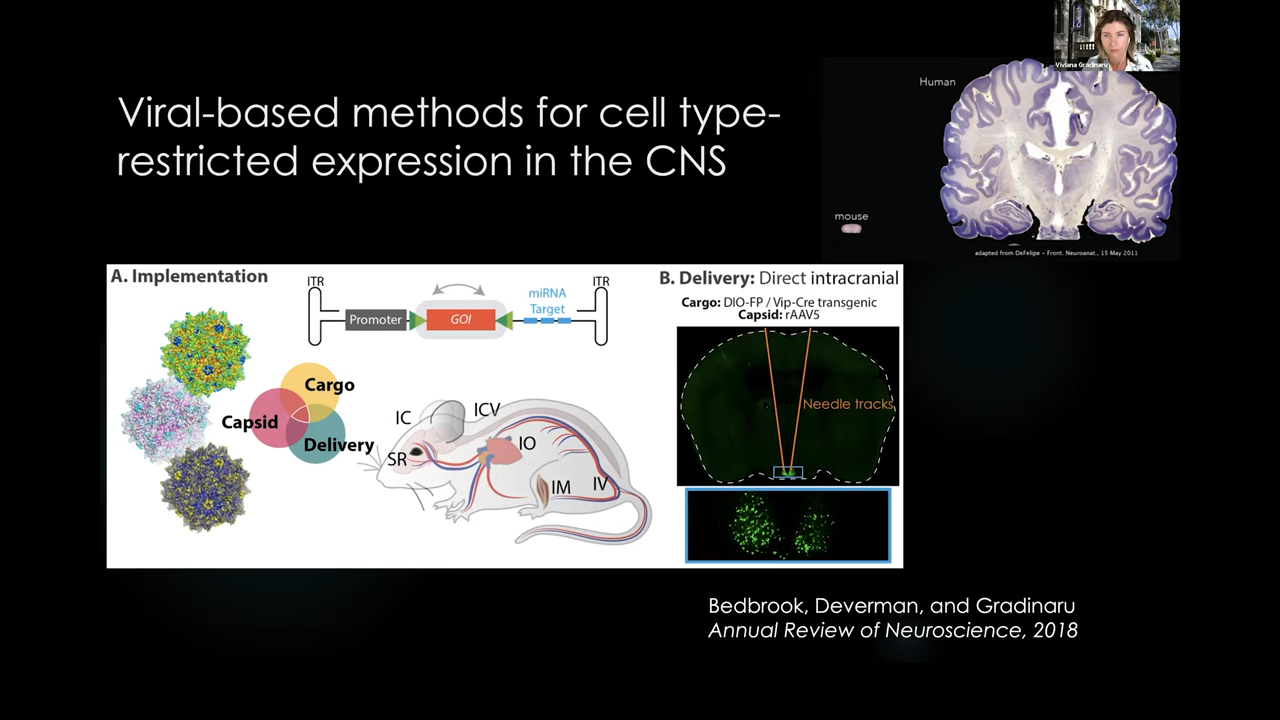 Viviana Gradinaru
Human
Viral-based methods for cell type-
restricted expression in the CNS
mouse
adapted from DeFelipe – Front. Neuroanat., 15 May 2011
A. Implementation
ITR
ITR
miRNA
Target
Promoter
GOI
Cargo
Capsid
Delivery
IC
ICV
SR
IO
IM
IV
B. Delivery: Direct intracranial
Cargo: DIO-FP / Vip-Cre transgenic
Capsid: rAAV5
Needle tracks
Bedbrook, Deverman, and Gradinaru
Annual Review of Neuroscience, 2018